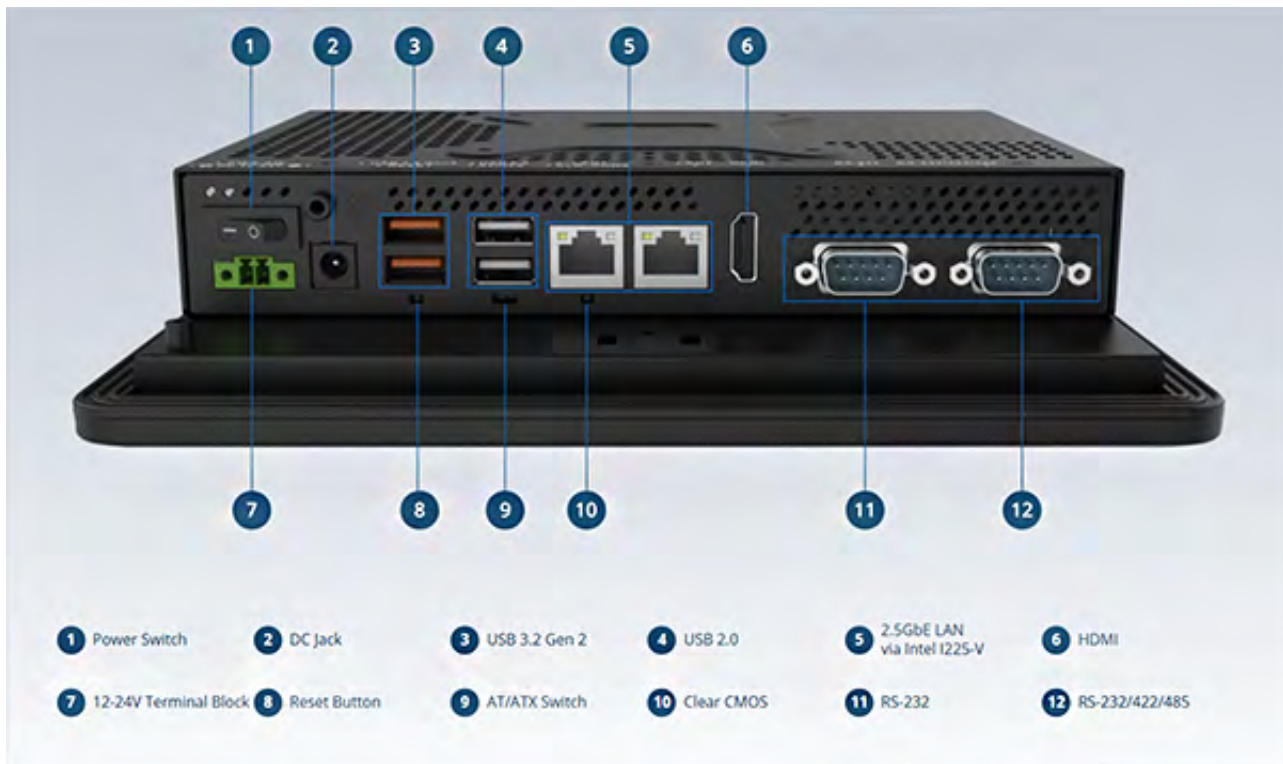 1
2
3
4
5
6
7
8
9
10
11
12
1 Power Switch
2 DC Jack
3 USB 3.2 Gen 2
4 USB 2.0
5 2.5GbE LAN
via Intel I225-V
6 HDMI
7 12-24V Terminal Block
8 Reset Button
9 AT/ATX Switch
10 Clear CMOS
11 RS-232
12 RS-232/422/485